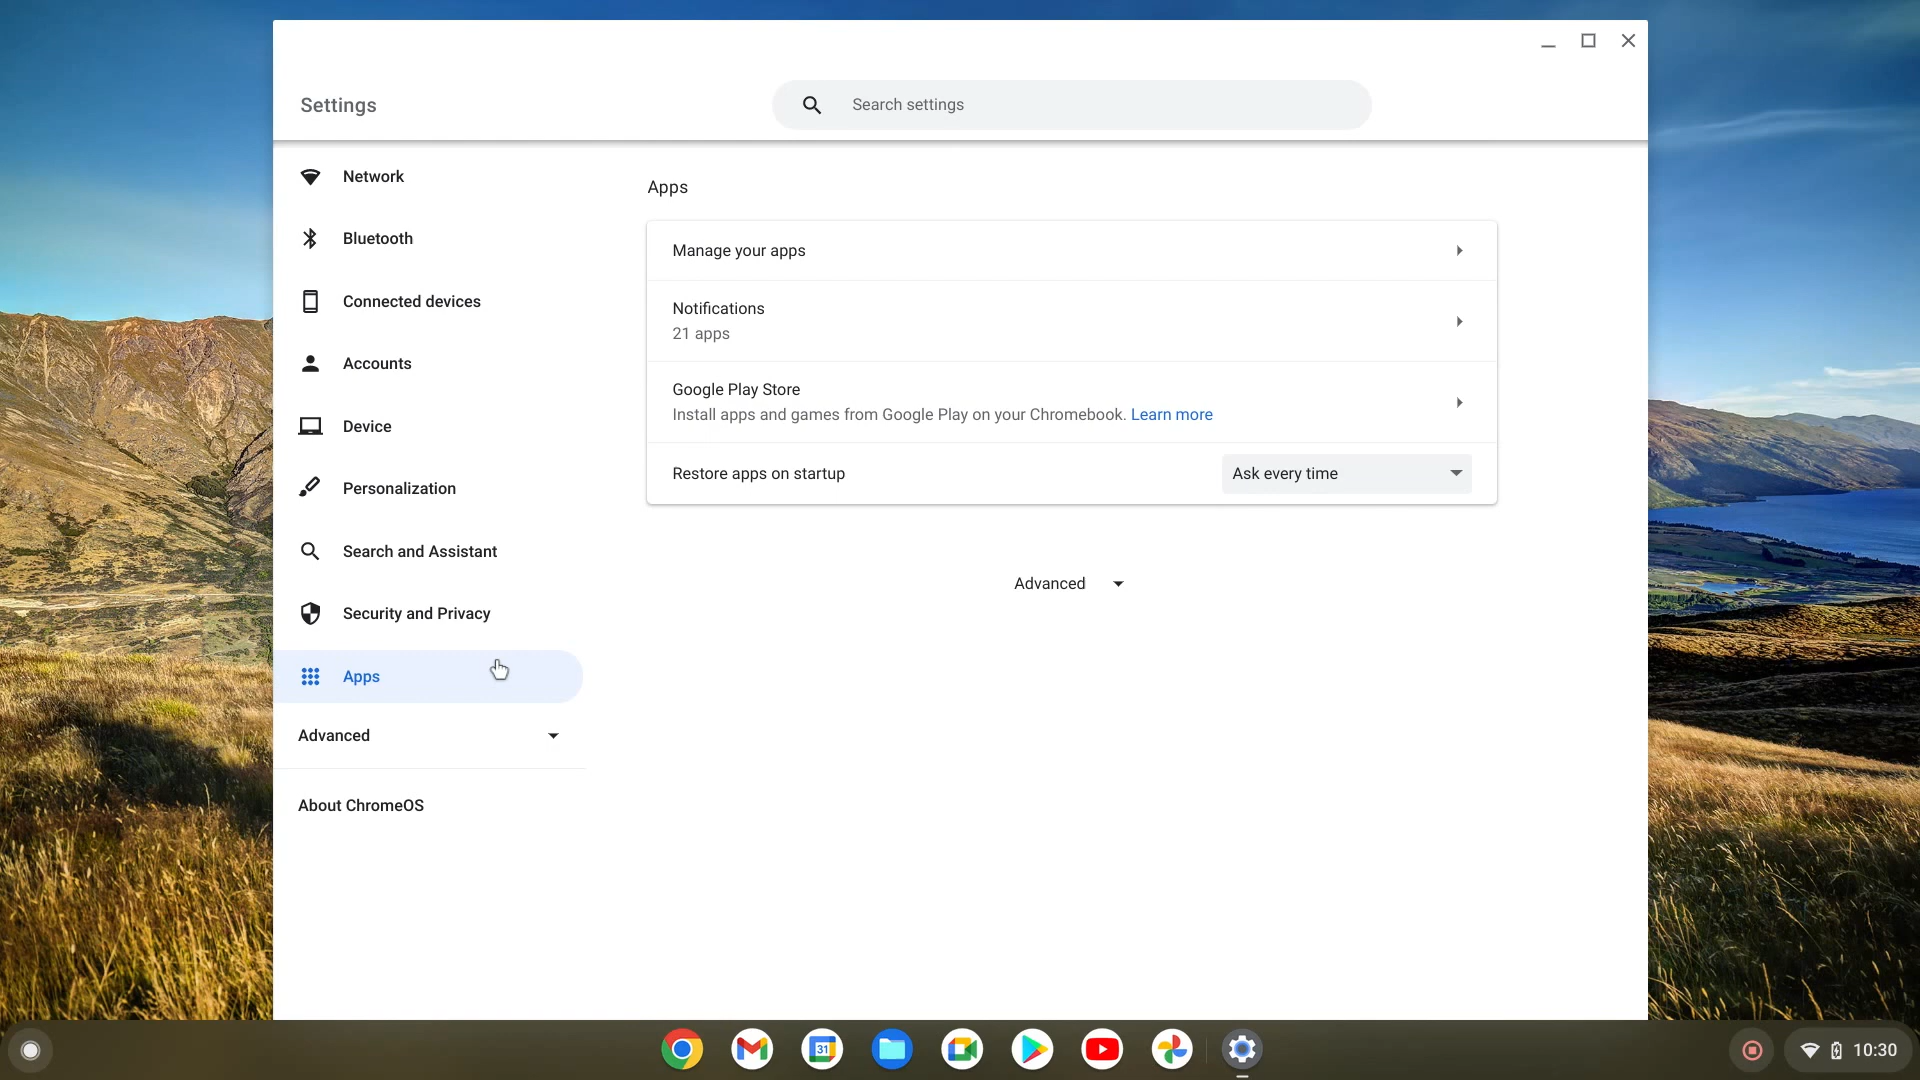 Settings
Search settings
Network
Bluetooth
Connected devices
Accounts
Device
Personalization
Search and Assistant
Security and Privacy
Apps
Advanced
About ChromeOS
Apps
Manage your apps
Notifications
21 apps
Google Play Store
Install apps and games from Google Play on your Chromebook. Learn more
Restore apps on startup
Ask every time
Advanced
31
10:30